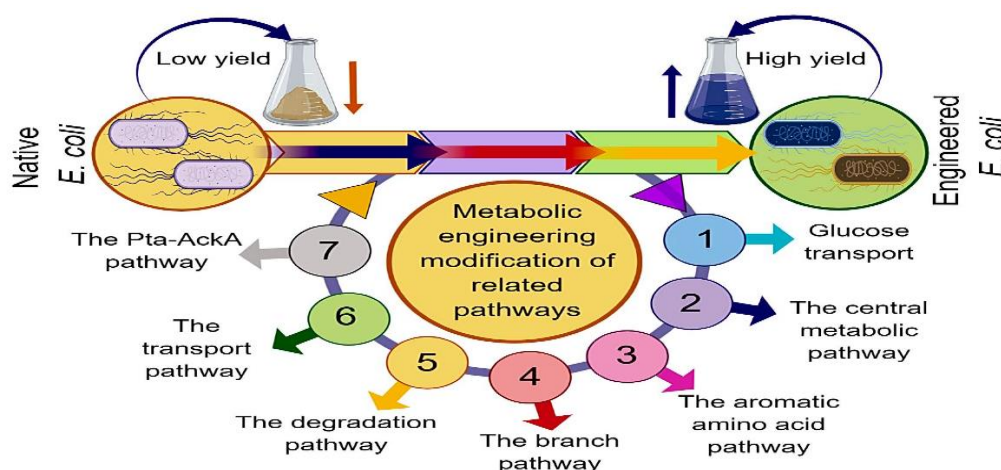 Low yield
High yield
Native
E. coli
Engineered
E. coli
Metabolic
engineering
modification of
related
pathways
1
Glucose
transport
2
The central
metabolic
pathway
3
The aromatic
amino acid
pathway
4
The branch
pathway
5
The degradation
pathway
6
The
transport
pathway
7
The Pta-AckA
pathway